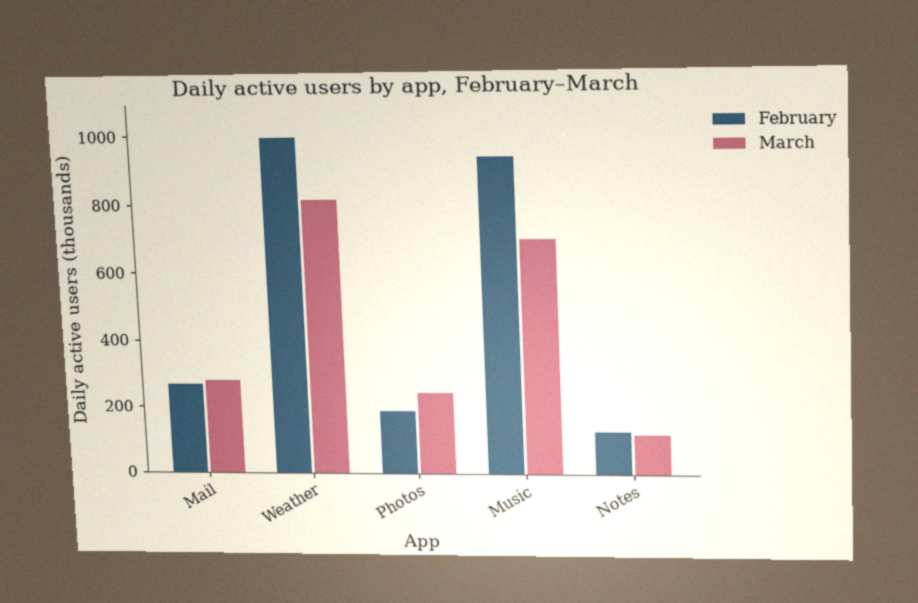 Daily active users by app, February–March
February
March
1000
800
600
400
200
0
Daily active users (thousands)
Mail
Weather
Photos
Music
Notes
App